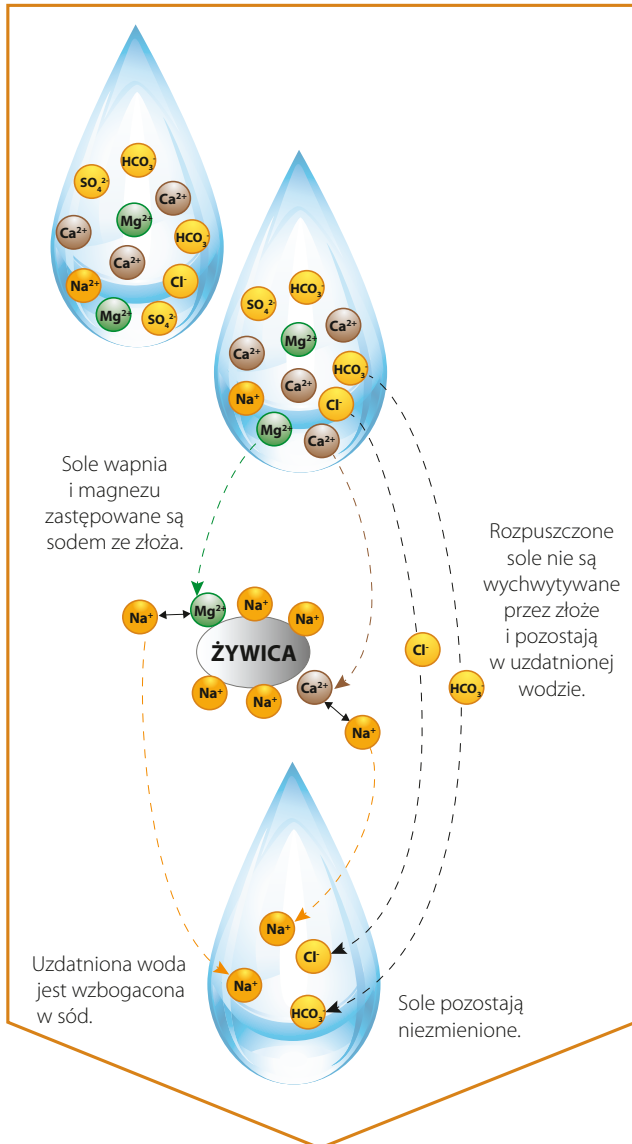 HCO₃⁻
SO₄²⁻
Ca²⁺
Mg²⁺
Ca²⁺
HCO₃⁻
Ca²⁺
Na²⁺
Cl⁻
Mg²⁺
SO₄²⁻
HCO₃⁻
SO₄²⁻
Ca²⁺
Mg²⁺
Ca²⁺
HCO₃⁻
Ca²⁺
Na⁺
Cl⁻
Mg²⁺
Ca²⁺
Sole wapnia
i magnezu
zastępowane są
sodem ze złoża.
Rozpuszczone
sole nie są
wychwytywane
przez złoże
i pozostają
w uzdatnionej
wodzie.
Na⁺
Mg²⁺
Na⁺
Na⁺
ŻYWICA
Na⁺
Na⁺
Ca²⁺
Na⁺
Cl⁻
HCO₃⁻
Na⁺
Cl⁻
Na⁺
HCO₃⁻
Uzdatniona woda
jest wzbogacona
w sód.
Sole pozostają
niezmienione.